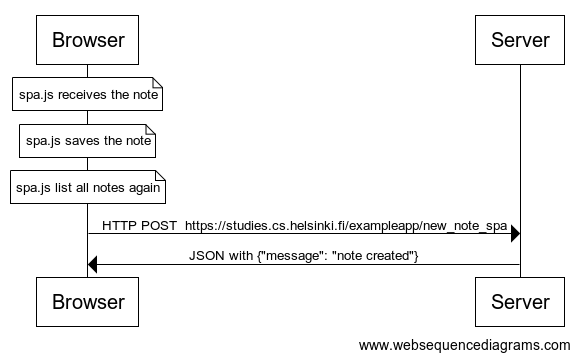 Browser
Server
spa.js receives the note
spa.js saves the note
spa.js list all notes again
HTTP POST https://studies.cs.helsinki.fi/exampleapp/new_note_spa
JSON with {"message": "note created"}
Browser
Server
www.websequencediagrams.com